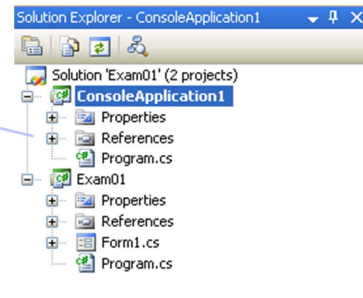 Solution Explorer - ConsoleApplication1
Solution 'Exam01' (2 projects)
ConsoleApplication1
Properties
References
Program.cs
Exam01
Properties
References
Form1.cs
Program.cs